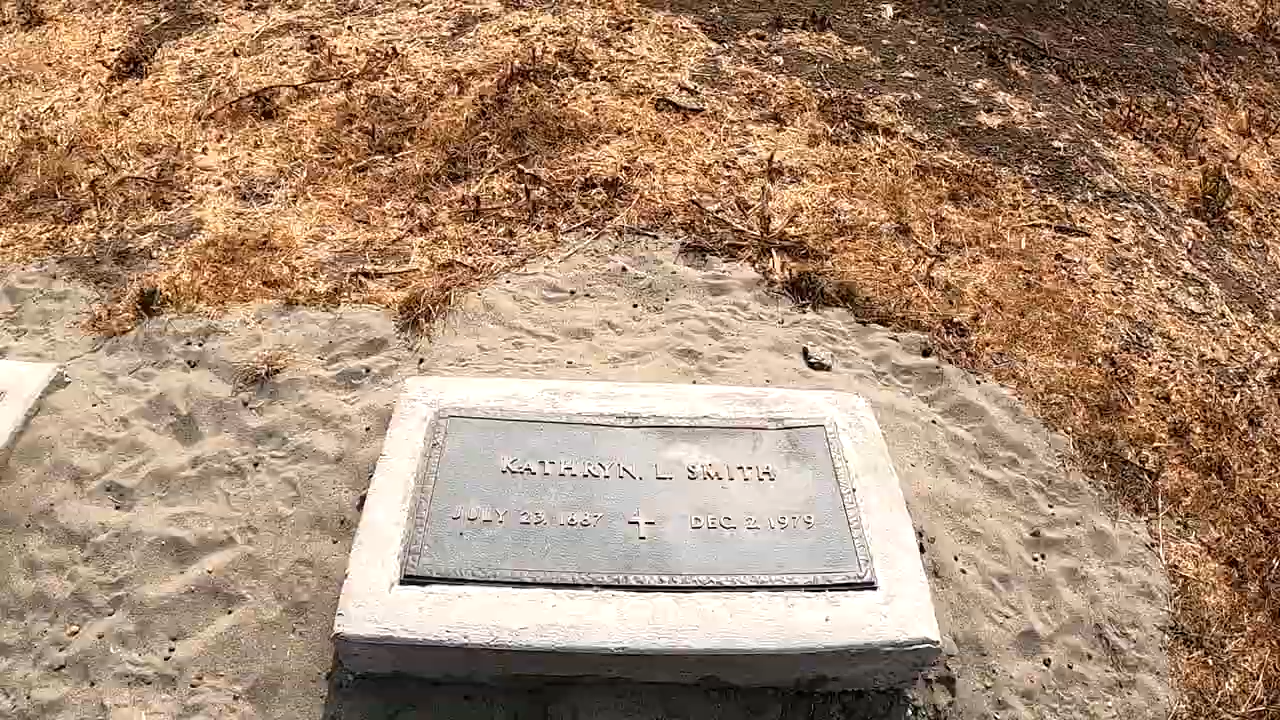 KATHRYN. L. SMITH
JULY 23, 1887 DEC. 2, 1979